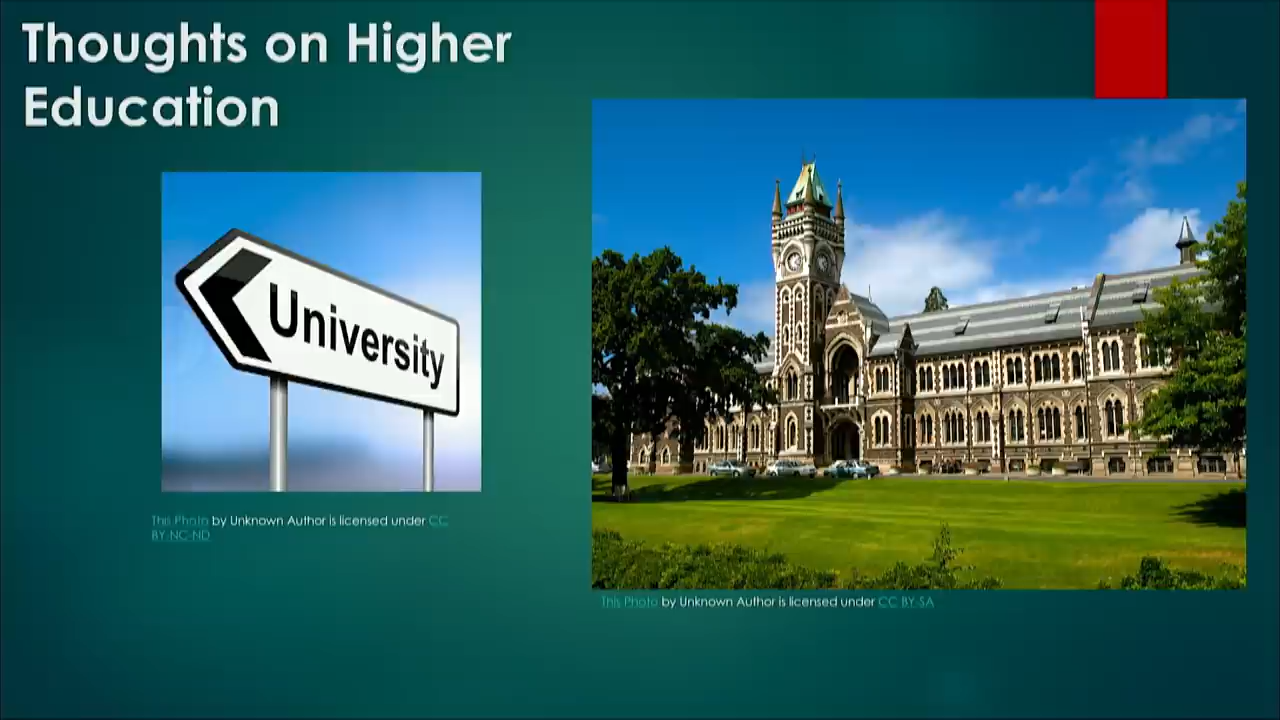 Thoughts on Higher
Education
University
This Photo by Unknown Author is licensed under CC
BY-NC-ND
This Photo by Unknown Author is licensed under CC BY-SA